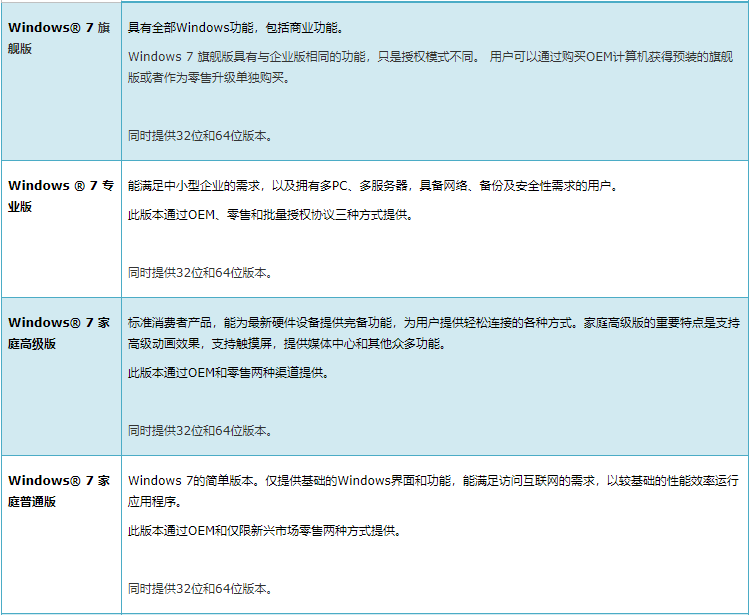 Windows® 7 旗
舰版
具有全部Windows功能，包括商业功能。
Windows 7 旗舰版具有与企业版相同的功能，只是授权模式不同。 用户可以通过购买OEM计算机获得预装的旗舰
版或者作为零售升级单独购买。
同时提供32位和64位版本。
Windows ® 7 专
业版
能满足中小型企业的需求，以及拥有多PC、多服务器，具备网络、备份及安全性需求的用户。
此版本通过OEM、零售和批量授权协议三种方式提供。
同时提供32位和64位版本。
Windows® 7 家
庭高级版
标准消费者产品，能为最新硬件设备提供完备功能，为用户提供轻松连接的各种方式。家庭高级版的重要特点是支持
高级动画效果，支持触摸屏，提供媒体中心和其他众多功能。
此版本通过OEM和零售两种渠道提供。
同时提供32位和64位版本。
Windows® 7 家
庭普通版
Windows 7的简单版本。仅提供基础的Windows界面和功能，能满足访问互联网的需求，以较基础的性能效率运行
应用程序。
此版本通过OEM和仅限新兴市场零售两种方式提供。
同时提供32位和64位版本。